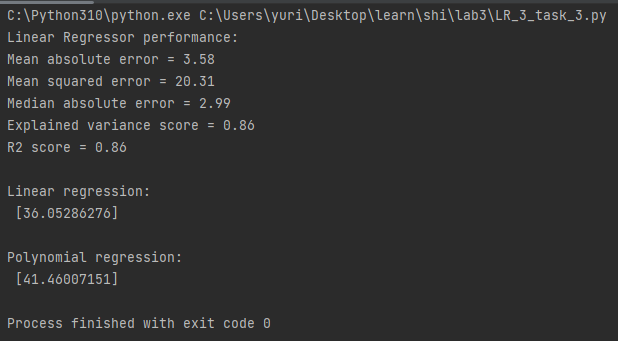 C:\Python310\python.exe C:\Users\yuri\Desktop\learn\shi\lab3\LR_3_task_3.py
Linear Regressor performance:
Mean absolute error = 3.58
Mean squared error = 20.31
Median absolute error = 2.99
Explained variance score = 0.86
R2 score = 0.86
Linear regression:
[36.05286276]
Polynomial regression:
[41.46007151]
Process finished with exit code 0